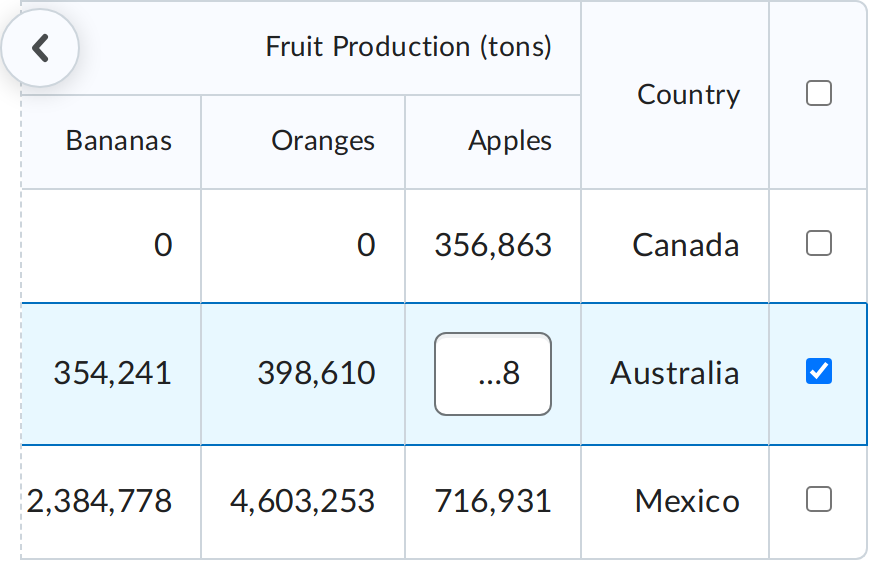 Fruit Production (tons)
Country
Bananas Oranges Apples
0 0 356,863 Canada
354,241 398,610 ...8 Australia
2,384,778 4,603,253 716,931 Mexico